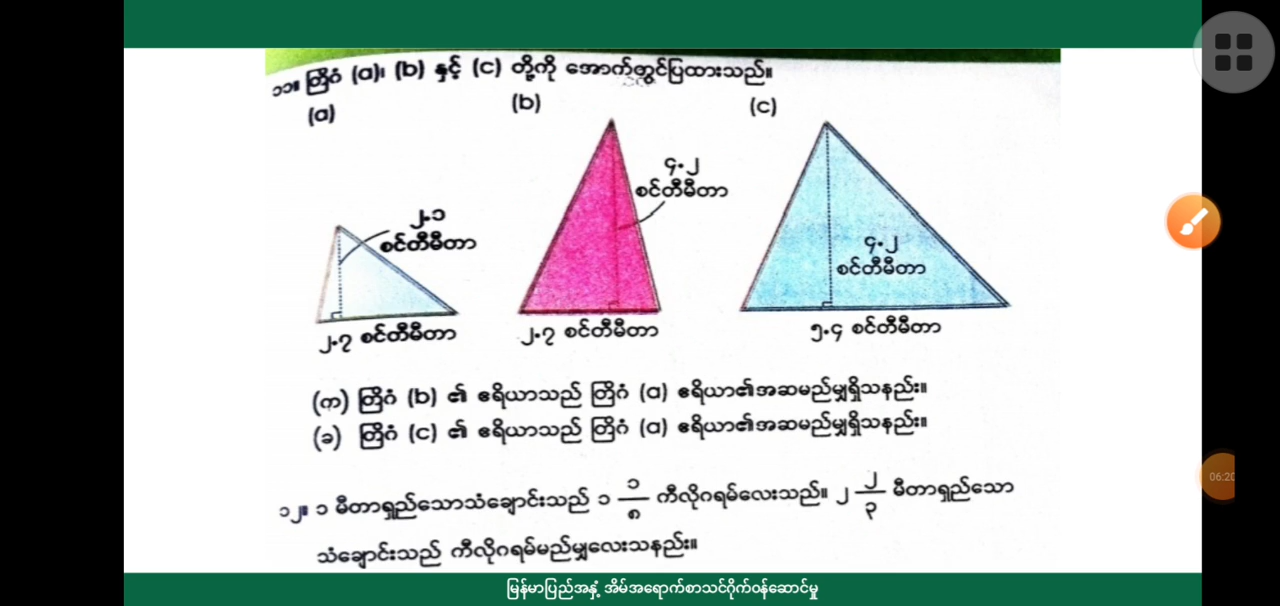 ၁၁။ တြိဂံ (a)၊ (b) နှင့် (c) တို့ကို အောက်တွင်ပြထားသည်။
(a)
(b)
(c)
၂.၁
စင်တီမီတာ
၄.၂
စင်တီမီတာ
၄.၂
စင်တီမီတာ
၂.၇ စင်တီမီတာ
၂.၇ စင်တီမီတာ
၅.၄ စင်တီမီတာ
(က) တြိဂံ (b) ၏ ဧရိယာသည် တြိဂံ (a) ဧရိယာ၏အဆမည်မျှရှိသနည်း။
(ခ) တြိဂံ (c) ၏ ဧရိယာသည် တြိဂံ (a) ဧရိယာ၏အဆမည်မျှရှိသနည်း။
၁၂။ ၁ မီတာရှည်သောသံချောင်းသည် ၁ ၁/၈ ကီလိုဂရမ်လေးသည်။ ၂ ၂/၃ မီတာရှည်သော
သံချောင်းသည် ကီလိုဂရမ်မည်မျှလေးသနည်း။
06:20
မြန်မာပြည်အနှံ့ အိမ်အရောက်စာသင်ဂိုက်ဝန်ဆောင်မှု